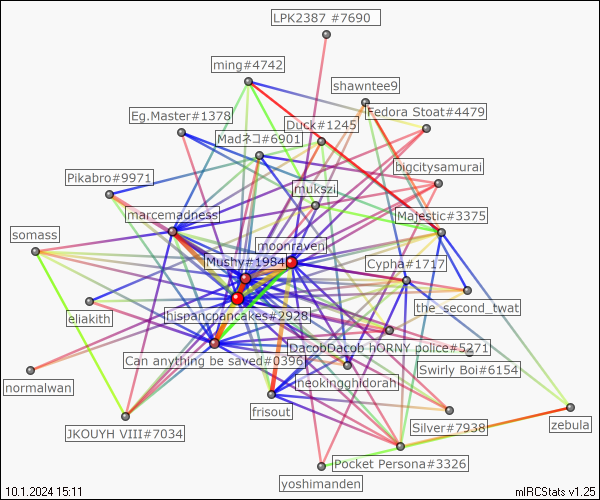 LPK2387 #7690
ming#4742
shawntee9
Fedora Stoat#4479
Eg.Master#1378
Duck#1245
Madネコ#6901
bigcitysamurai
Pikabro#9971
mukszi
marcemadness
Majestic#3375
somass
moonraven
Mushy#1984
Cypha#1717
eliakith
hispancpancakes#2928
the_second_twat
DacobDacob hORNY police#5271
Can anything be saved#0396
Swirly Boi#6154
normalwan
neokingghidorah
frisout
JKOUYH VIII#7034
Silver#7938
zebula
Pocket Persona#3326
yoshimanden
10.1.2024 15:11
mIRCStats v1.25